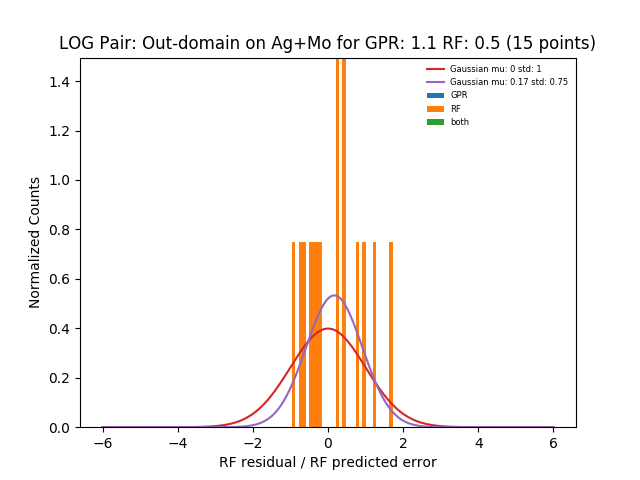 LOG Pair: Out-domain on Ag+Mo for GPR: 1.1 RF: 0.5 (15 points)
Gaussian mu: 0 std: 1
Gaussian mu: 0.17 std: 0.75
GPR
RF
both
Normalized Counts
1.4
1.2
1.0
0.8
0.6
0.4
0.2
0.0
−6 −4 −2 0 2 4 6
RF residual / RF predicted error